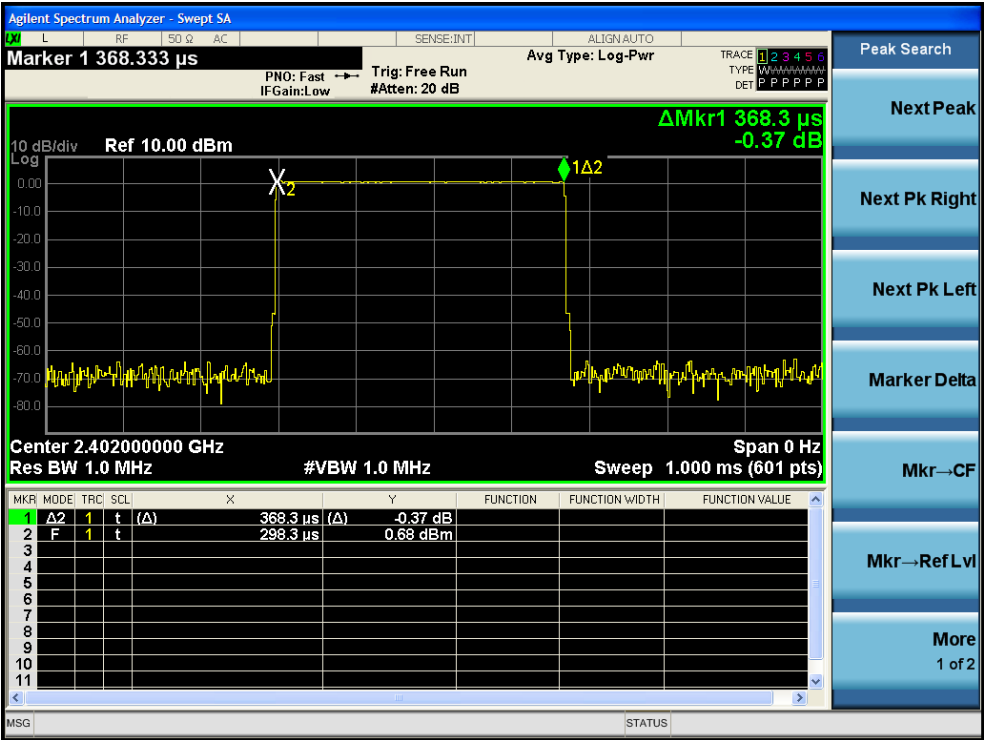 Agilent Spectrum Analyzer - Swept SA
LXI L RF 50 Ω AC SENSE:INT ALIGN AUTO
Marker 1 368.333 µs
PNO: Fast
IFGain:Low
Trig: Free Run
#Atten: 20 dB
Avg Type: Log-Pwr
TRACE 1 2 3 4 5 6
TYPE WWWWWW
DET P P P P P P
ΔMkr1 368.3 µs
-0.37 dB
10 dB/div Ref 10.00 dBm
Log
1Δ2
0.00
2
-10.0
-20.0
-30.0
-40.0
-50.0
-60.0
-70.0
-80.0
Center 2.402000000 GHz Span 0 Hz
Res BW 1.0 MHz #VBW 1.0 MHz Sweep 1.000 ms (601 pts)
MKR MODE TRC SCL X Y FUNCTION FUNCTION WIDTH FUNCTION VALUE
1 Δ2 1 t (Δ) 368.3 µs (Δ) -0.37 dB
2 F 1 t 298.3 µs 0.68 dBm
3
4
5
6
7
8
9
10
11
MSG STATUS
Peak Search
Next Peak
Next Pk Right
Next Pk Left
Marker Delta
Mkr→CF
Mkr→Ref Lvl
More
1 of 2